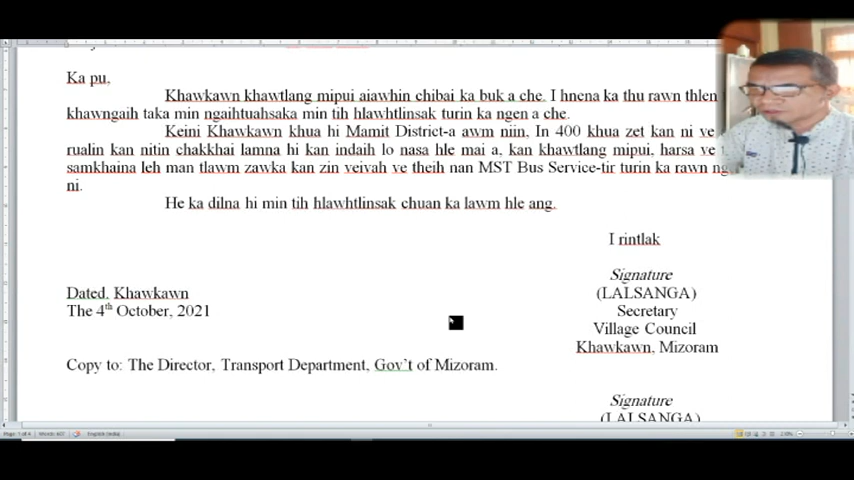 Ka pu,
Khawkawn khawtlang mipui aiawhin chibai ka buk a che. I hnena ka thu rawn thlen
khawngaih taka min ngaihtuahsaka min tih hlawhtlinsak turin ka ngen a che.
Keini Khawkawn khua hi Mamit District-a awm niin, In 400 khua zet kan ni ve
rualin kan nitin chakkhai lamna hi kan indaih lo nasa hle mai a, kan khawtlang mipui, harsa ve
samkhaina leh man tlawm zawka kan zin veivah ve theih nan MST Bus Service-tir turin ka rawn
ni.
He ka dilna hi min tih hlawhtlinsak chuan ka lawm hle ang.
I rintlak
Signature
(LALSANGA)
Secretary
Village Council
Khawkawn, Mizoram
Dated, Khawkawn
The 4th October, 2021
Copy to: The Director, Transport Department, Gov't of Mizoram.
Signature
(LALSANGA)